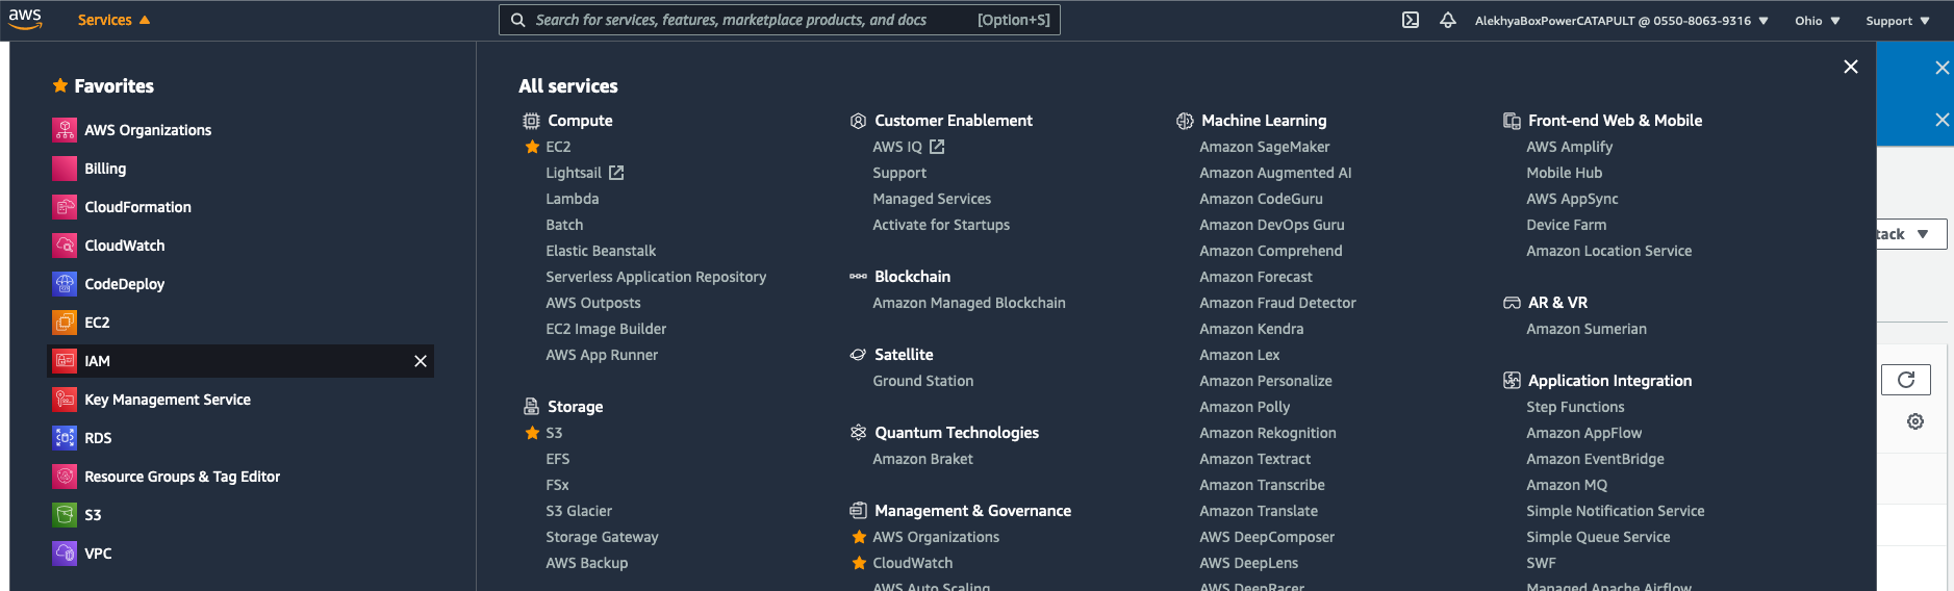 aws
Services
Search for services, features, marketplace products, and docs
[Option+S]
AlekhyaBoxPowerCATAPULT @ 0550-8063-9316
Ohio
Support
Favorites
AWS Organizations
Billing
CloudFormation
CloudWatch
CodeDeploy
EC2
IAM
Key Management Service
RDS
Resource Groups & Tag Editor
S3
VPC
All services
Compute
EC2
Lightsail
Lambda
Batch
Elastic Beanstalk
Serverless Application Repository
AWS Outposts
EC2 Image Builder
AWS App Runner
Storage
S3
EFS
FSx
S3 Glacier
Storage Gateway
AWS Backup
Customer Enablement
AWS IQ
Support
Managed Services
Activate for Startups
Blockchain
Amazon Managed Blockchain
Satellite
Ground Station
Quantum Technologies
Amazon Braket
Management & Governance
AWS Organizations
CloudWatch
AWS Auto Scaling
Machine Learning
Amazon SageMaker
Amazon Augmented AI
Amazon CodeGuru
Amazon DevOps Guru
Amazon Comprehend
Amazon Forecast
Amazon Fraud Detector
Amazon Kendra
Amazon Lex
Amazon Personalize
Amazon Polly
Amazon Rekognition
Amazon Textract
Amazon Transcribe
Amazon Translate
AWS DeepComposer
AWS DeepLens
AWS DeepRacer
Front-end Web & Mobile
AWS Amplify
Mobile Hub
AWS AppSync
Device Farm
Amazon Location Service
AR & VR
Amazon Sumerian
Application Integration
Step Functions
Amazon AppFlow
Amazon EventBridge
Amazon MQ
Simple Notification Service
Simple Queue Service
SWF
Managed Apache Airflow
tack